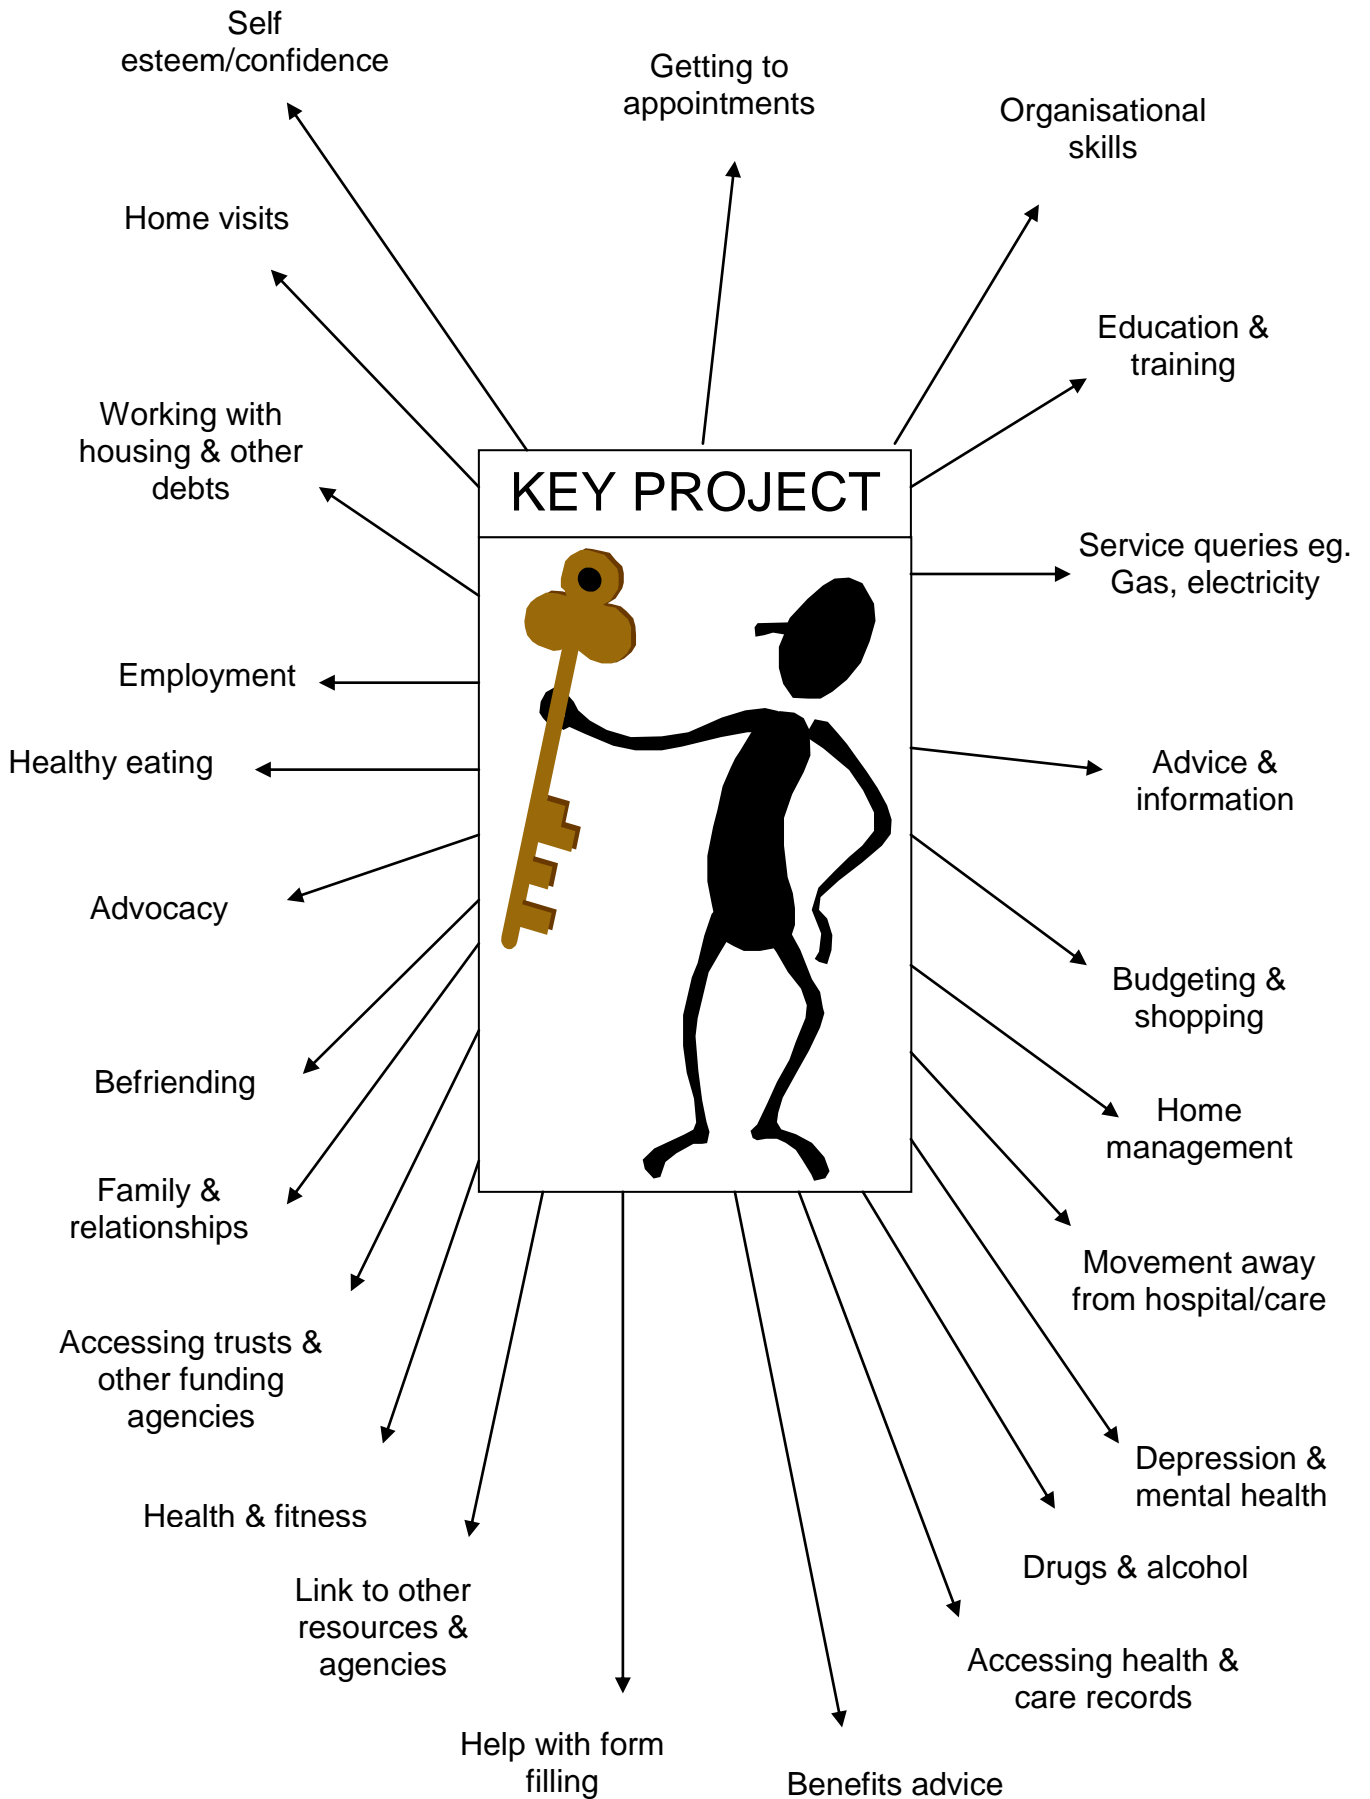 Self
esteem/confidence
Getting to
appointments
Organisational
skills
Home visits
Education &
training
Working with
housing & other
debts
KEY PROJECT
Service queries eg.
Gas, electricity
Employment
Healthy eating
Advice &
information
Advocacy
Budgeting &
shopping
Befriending
Home
management
Family &
relationships
Movement away
from hospital/care
Accessing trusts &
other funding
agencies
Depression &
mental health
Health & fitness
Drugs & alcohol
Link to other
resources &
agencies
Accessing health &
care records
Help with form
filling
Benefits advice